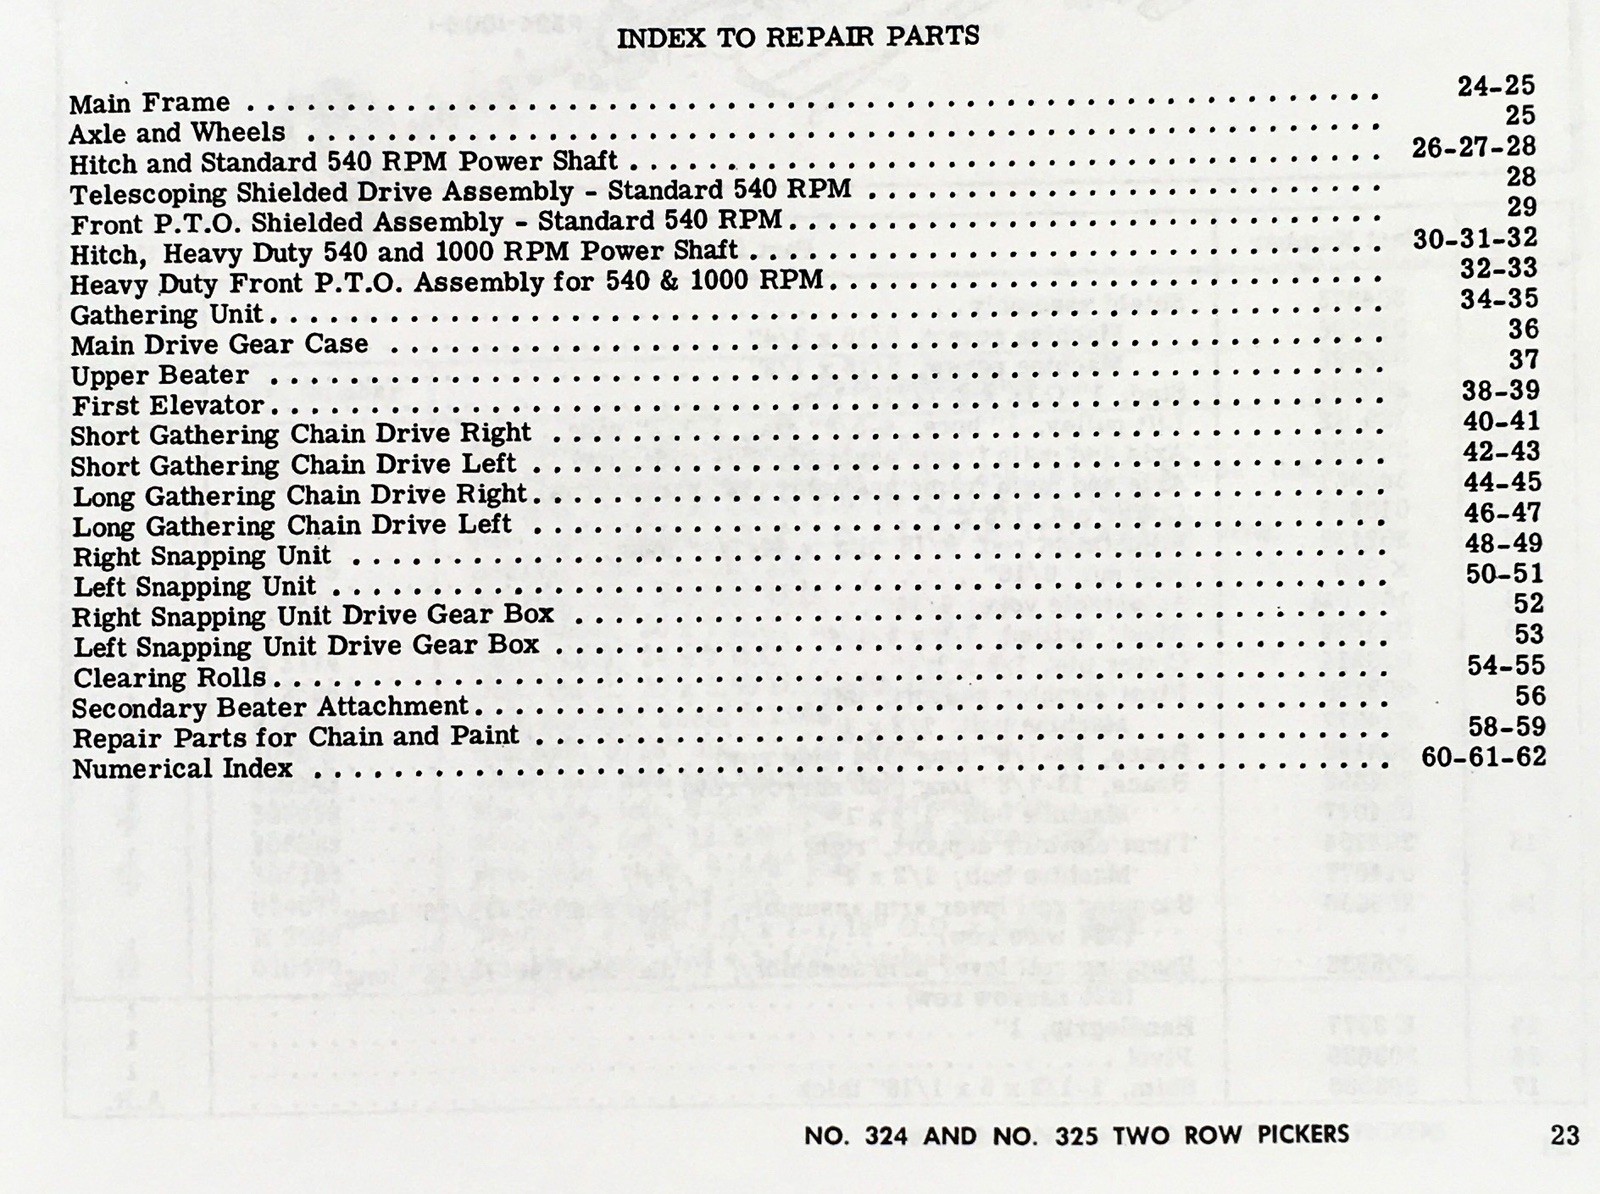 INDEX TO REPAIR PARTS
Main Frame . . . . . . . . . . . . . . . . . . . . 24-25
Axle and Wheels . . . . . . . . . . . . . . . . . . . . 25
Hitch and Standard 540 RPM Power Shaft . . . . . . . . . . . . . . . . . . . . 26-27-28
Telescoping Shielded Drive Assembly - Standard 540 RPM . . . . . . . . . . . . . . . . . . . . 28
Front P.T.O. Shielded Assembly - Standard 540 RPM . . . . . . . . . . . . . . . . . . . . 29
Hitch, Heavy Duty 540 and 1000 RPM Power Shaft . . . . . . . . . . . . . . . . . . . . 30-31-32
Heavy Duty Front P.T.O. Assembly for 540 & 1000 RPM . . . . . . . . . . . . . . . . . . . . 32-33
Gathering Unit . . . . . . . . . . . . . . . . . . . . 34-35
Main Drive Gear Case . . . . . . . . . . . . . . . . . . . . 36
Upper Beater . . . . . . . . . . . . . . . . . . . . 37
First Elevator . . . . . . . . . . . . . . . . . . . . 38-39
Short Gathering Chain Drive Right . . . . . . . . . . . . . . . . . . . . 40-41
Short Gathering Chain Drive Left . . . . . . . . . . . . . . . . . . . . 42-43
Long Gathering Chain Drive Right . . . . . . . . . . . . . . . . . . . . 44-45
Long Gathering Chain Drive Left . . . . . . . . . . . . . . . . . . . . 46-47
Right Snapping Unit . . . . . . . . . . . . . . . . . . . . 48-49
Left Snapping Unit . . . . . . . . . . . . . . . . . . . . 50-51
Right Snapping Unit Drive Gear Box . . . . . . . . . . . . . . . . . . . . 52
Left Snapping Unit Drive Gear Box . . . . . . . . . . . . . . . . . . . . 53
Clearing Rolls . . . . . . . . . . . . . . . . . . . . 54-55
Secondary Beater Attachment . . . . . . . . . . . . . . . . . . . . 56
Repair Parts for Chain and Paint . . . . . . . . . . . . . . . . . . . . 58-59
Numerical Index . . . . . . . . . . . . . . . . . . . . 60-61-62
NO. 324 AND NO. 325 TWO ROW PICKERS 23